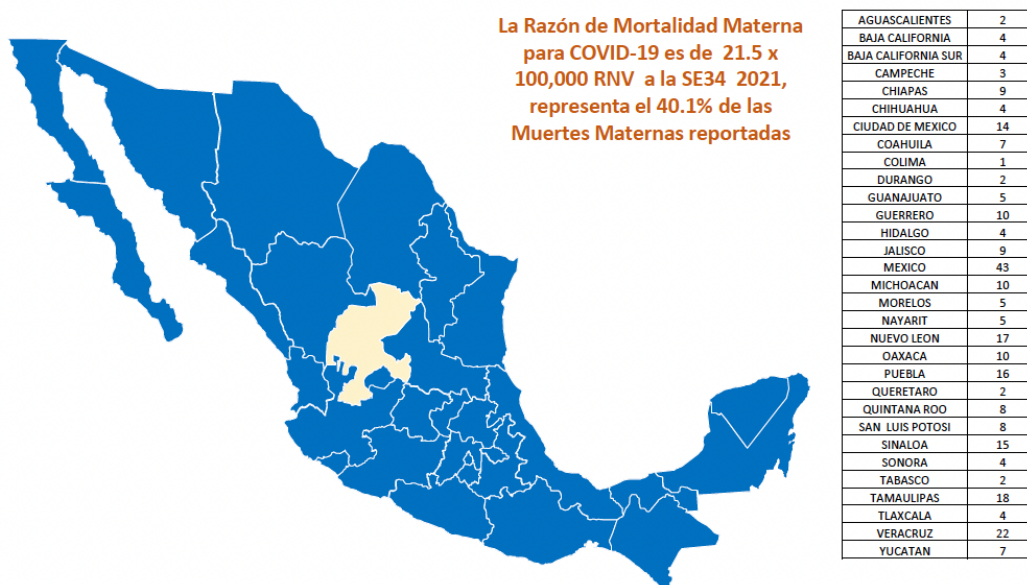 La Razón de Mortalidad Materna
para COVID-19 es de 21.5 x
100,000 RNV a la SE34 2021,
representa el 40.1% de las
Muertes Maternas reportadas
AGUASCALIENTES 2
BAJA CALIFORNIA 4
BAJA CALIFORNIA SUR 4
CAMPECHE 3
CHIAPAS 9
CHIHUAHUA 4
CIUDAD DE MEXICO 14
COAHUILA 7
COLIMA 1
DURANGO 2
GUANAJUATO 5
GUERRERO 10
HIDALGO 4
JALISCO 9
MEXICO 43
MICHOACAN 10
MORELOS 5
NAYARIT 5
NUEVO LEON 17
OAXACA 10
PUEBLA 16
QUERETARO 2
QUINTANA ROO 8
SAN LUIS POTOSI 8
SINALOA 15
SONORA 4
TABASCO 2
TAMAULIPAS 18
TLAXCALA 4
VERACRUZ 22
YUCATAN 7